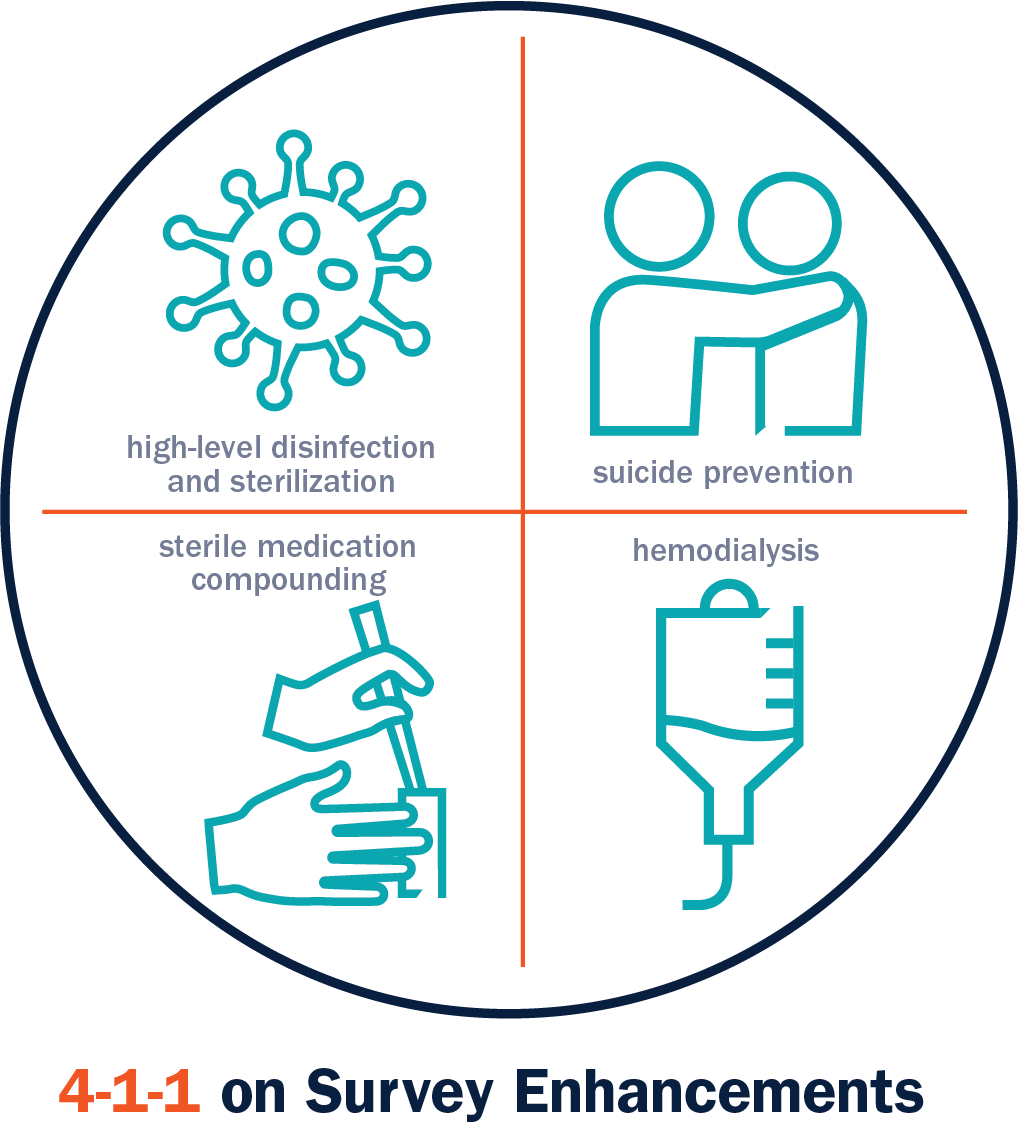 high-level disinfection
and sterilization
suicide prevention
sterile medication
compounding
hemodialysis
4-1-1 on Survey Enhancements